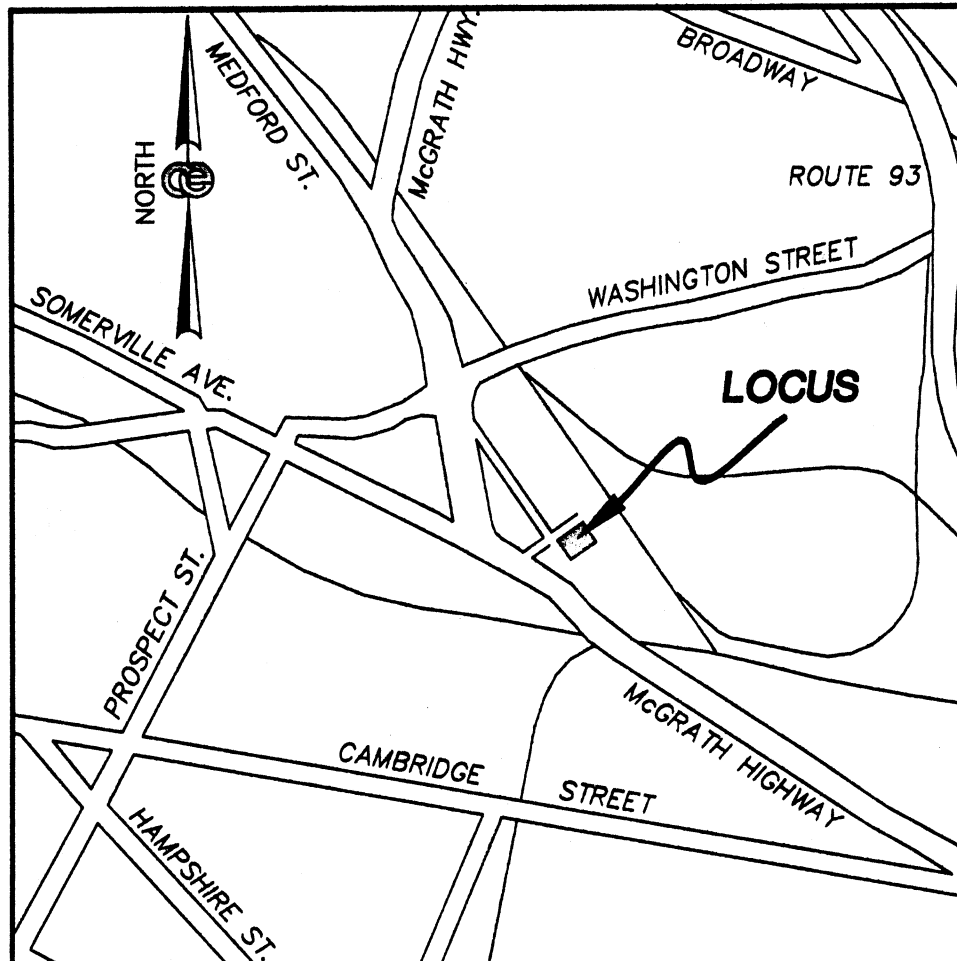 MEDFORD ST.
McGRATH HWY.
BROADWAY
ROUTE 93
NORTH
WASHINGTON STREET
SOMERVILLE AVE.
LOCUS
PROSPECT ST.
McGRATH HIGHWAY
CAMBRIDGE STREET
HAMPSHIRE ST.